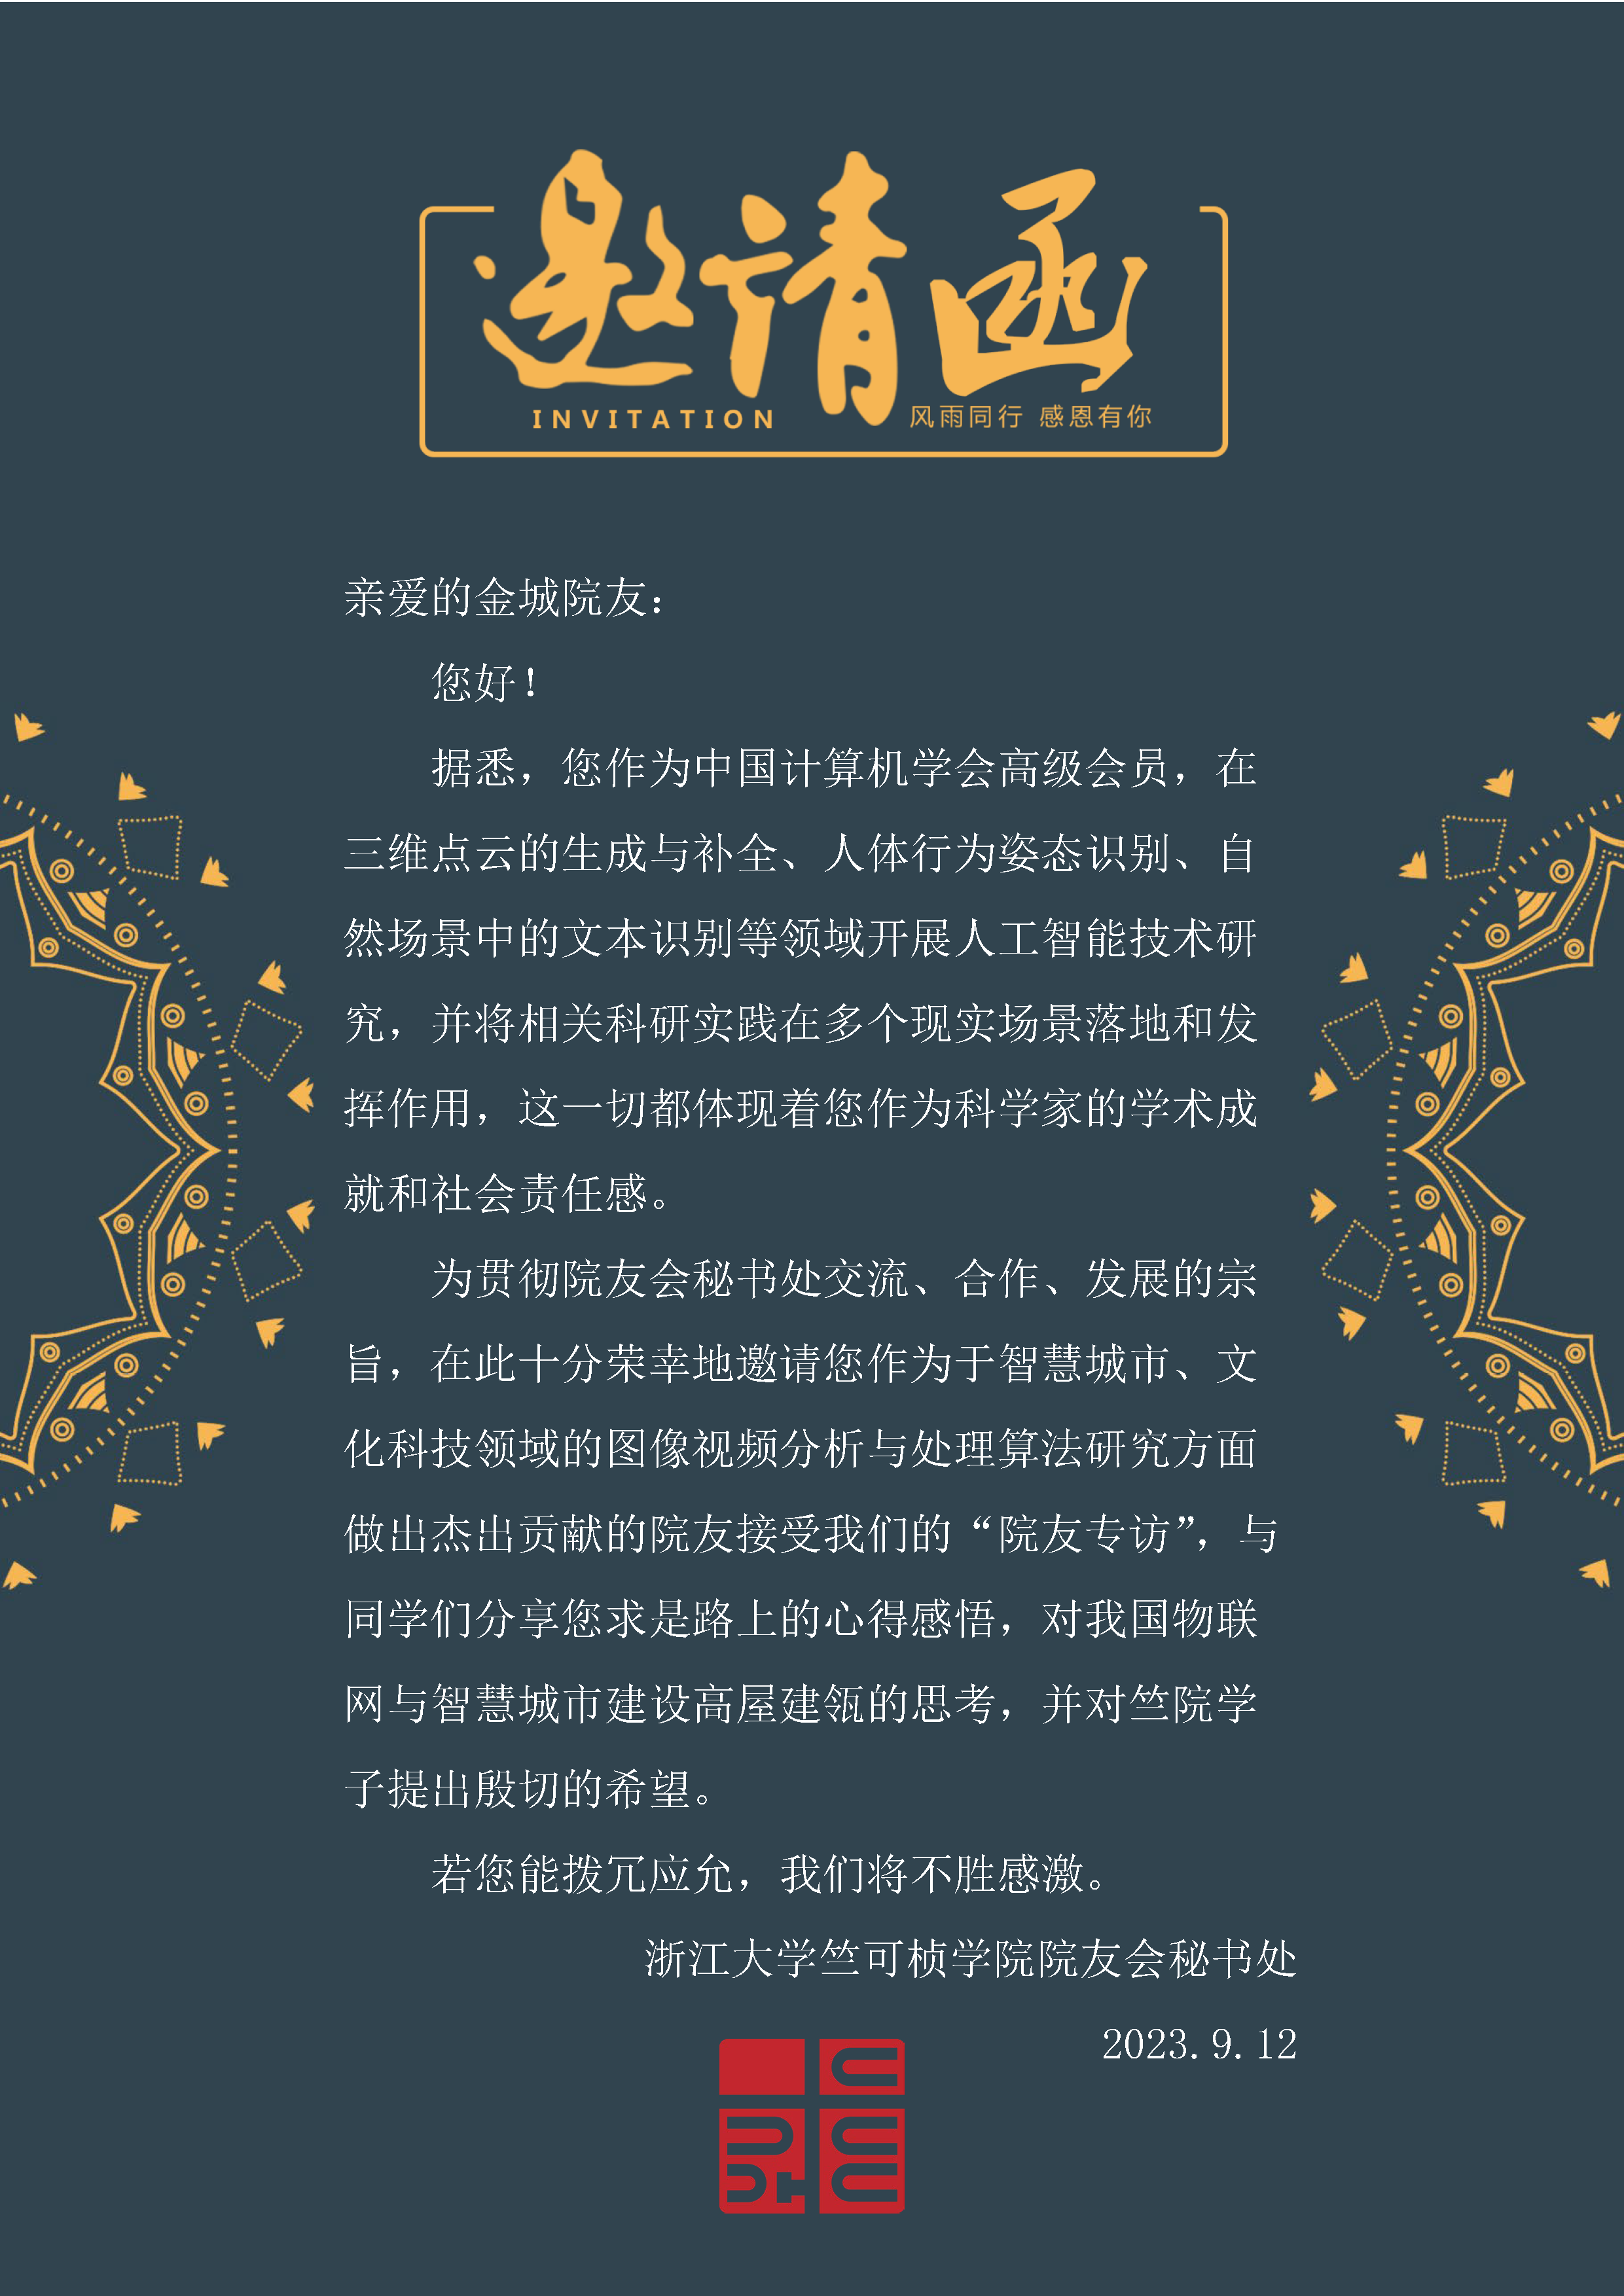 邀请函
INVITATION
风雨同行 感恩有你
亲爱的金城院友：
您好！
据悉，您作为中国计算机学会高级会员，在
三维点云的生成与补全、人体行为姿态识别、自
然场景中的文本识别等领域开展人工智能技术研
究，并将相关科研实践在多个现实场景落地和发
挥作用，这一切都体现着您作为科学家的学术成
就和社会责任感。
为贯彻院友会秘书处交流、合作、发展的宗
旨，在此十分荣幸地邀请您作为于智慧城市、文
化科技领域的图像视频分析与处理算法研究方面
做出杰出贡献的院友接受我们的“院友专访”，与
同学们分享您求是路上的心得感悟，对我国物联
网与智慧城市建设高屋建瓴的思考，并对竺院学
子提出殷切的希望。
若您能拨冗应允，我们将不胜感激。
浙江大学竺可桢学院院友会秘书处
2023.9.12